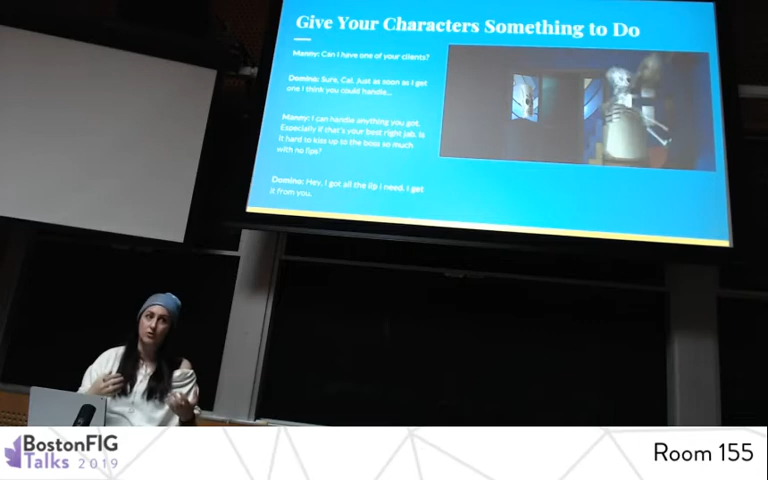 Give Your Characters Something to Do
Manny: Can I have one of your clients?
Domino: Sure, Cal. Just as soon as I get
one I think you could handle...
Manny: I can handle anything you got.
Especially if that's your best right jab. Is
it hard to kiss up to the boss so much
with no lips?
Domino: Hey, I got all the lip I need. I get
it from you.
BostonFIG
Talks 2019
Room 155